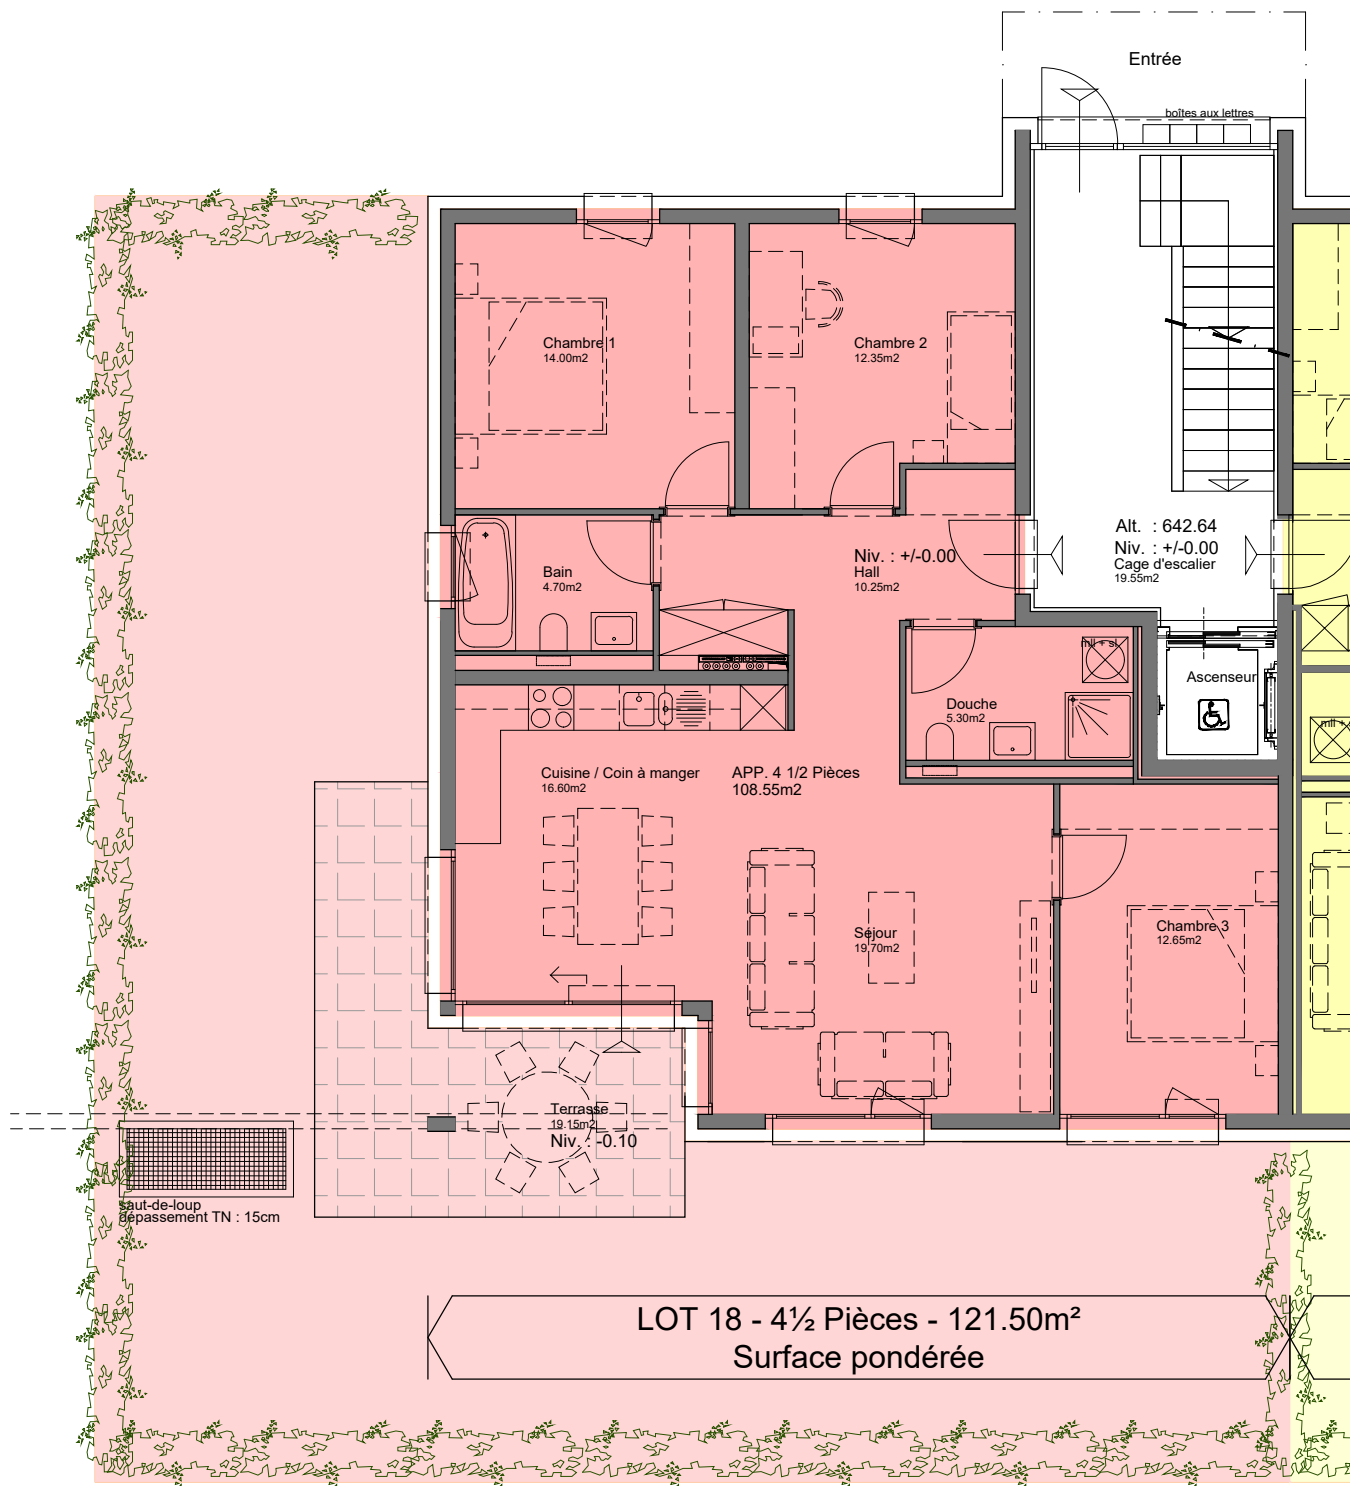 Entrée
boîtes aux lettres
Chambre 1
14.00m2
Chambre 2
12.35m2
Alt. : 642.64
Niv. : +/-0.00
Cage d'escalier
19.55m2
Niv. : +/-0.00
Hall
10.25m2
Bain
4.70m2
Ascenseur
Douche
5.30m2
Cuisine / Coin à manger
16.60m2
APP. 4 1/2 Pièces
108.55m2
Séjour
19.70m2
Chambre 3
12.65m2
Terrasse
19.15m2
Niv. : -0.10
saut-de-loup
dépassement TN : 15cm
LOT 18 - 4½ Pièces - 121.50m²
Surface pondérée